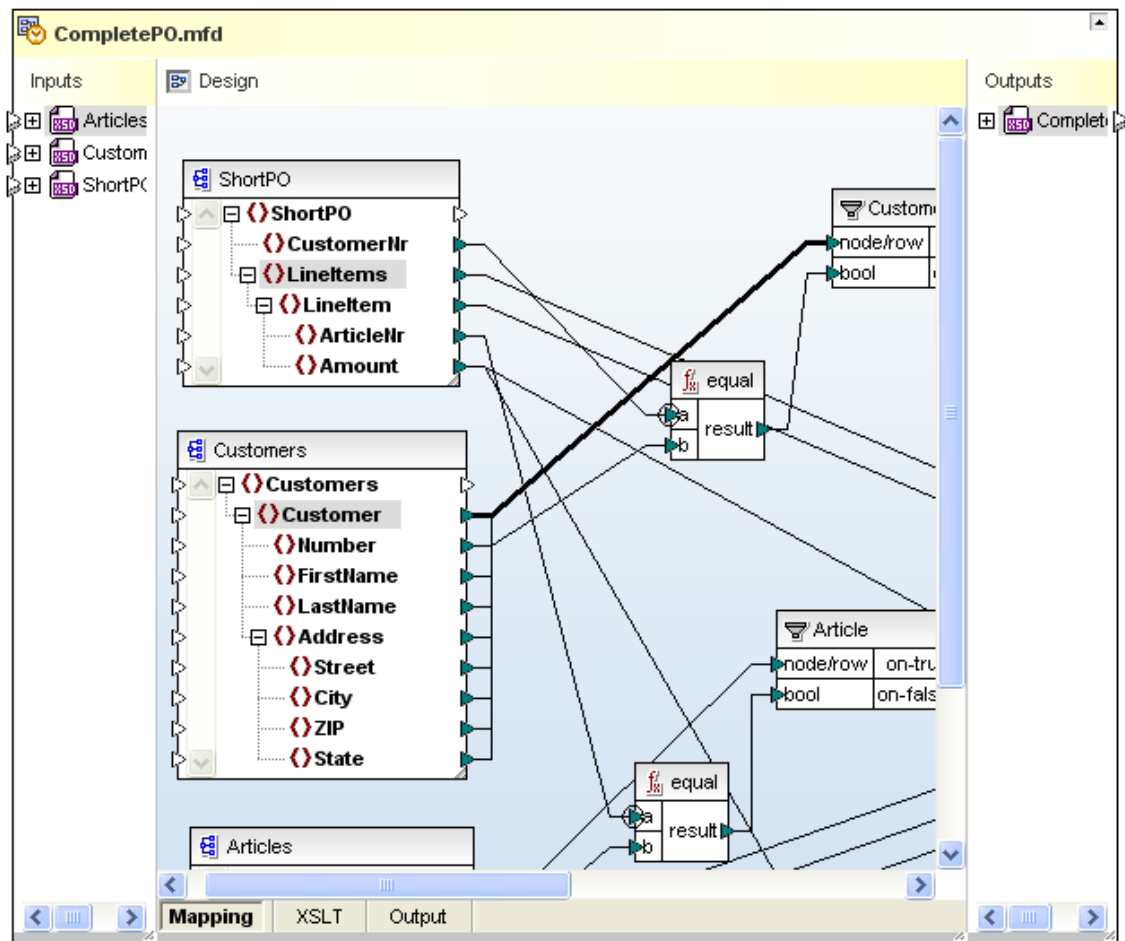 CompletePO.mfd
Inputs
Design
Outputs
Articles
Custom
ShortP
Complet
ShortPO
ShortPO
CustomerNr
LineItems
LineItem
ArticleNr
Amount
Custome
node/row
bool
equal
a
result
b
Customers
Customers
Customer
Number
FirstName
LastName
Address
Street
City
ZIP
State
Article
node/row on-tru
bool on-fals
equal
a
result
b
Articles
Mapping XSLT Output